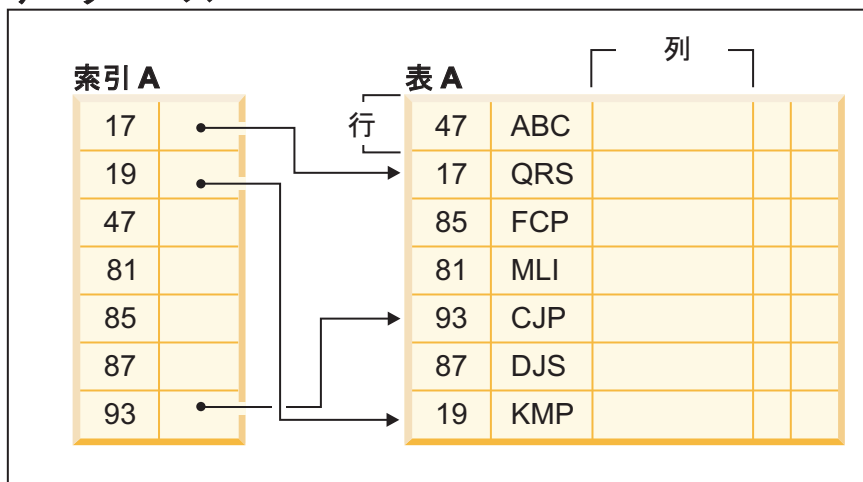 列
索引 A
表 A
行
17
19
47
81
85
87
93
47 ABC
17 QRS
85 FCP
81 MLI
93 CJP
87 DJS
19 KMP